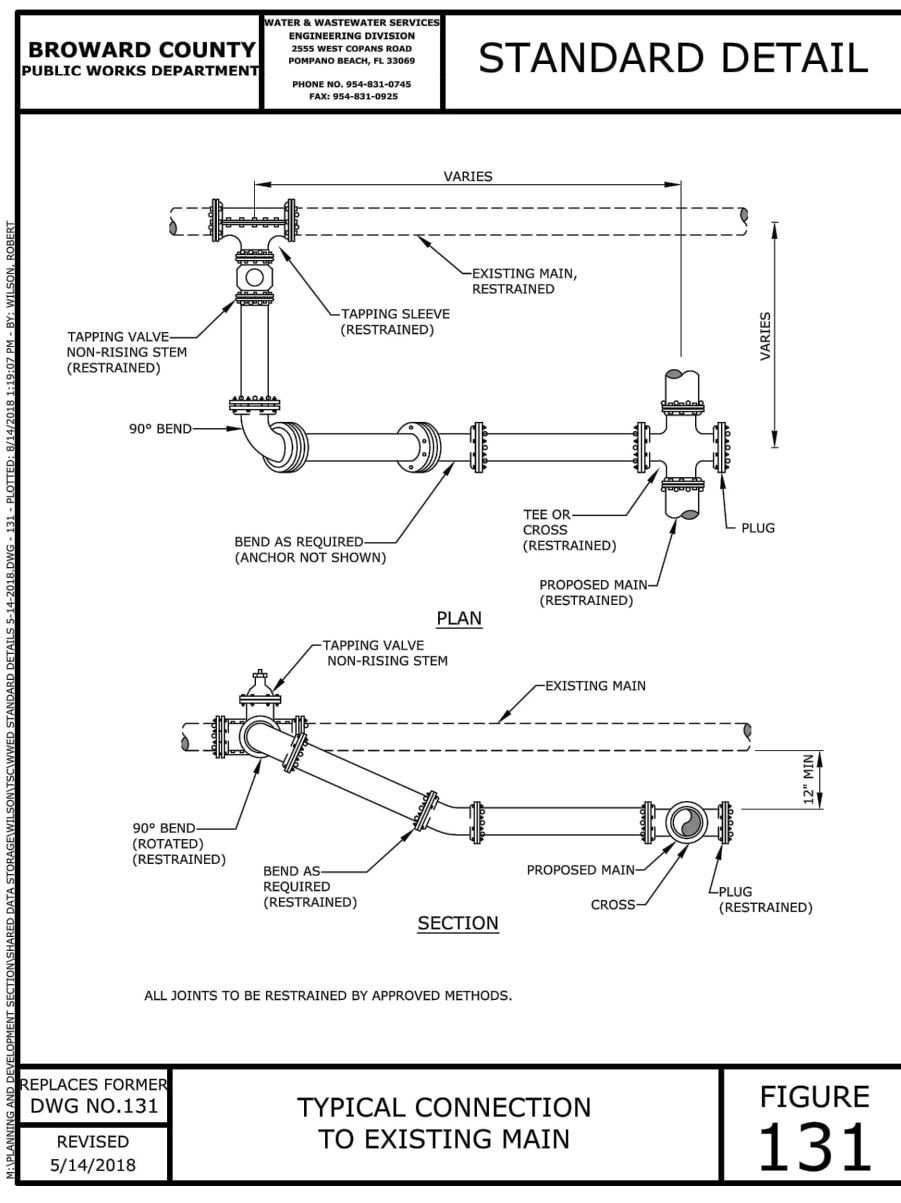 BROWARD COUNTY
PUBLIC WORKS DEPARTMENT
WATER & WASTEWATER SERVICES
ENGINEERING DIVISION
2555 WEST COPANS ROAD
POMPANO BEACH, FL 33069
PHONE NO. 954-831-0745
FAX: 954-831-0925
STANDARD DETAIL
M:\PLANNING AND DEVELOPMENT SECTION\SHARED DATA STORAGE\WILSON\TSC\WWED STANDARD DETAILS 5-14-2018.DWG - 131 - PLOTTED: 8/14/2018 1:19:07 PM - BY: WILSON, ROBERT
VARIES
EXISTING MAIN,
RESTRAINED
TAPPING SLEEVE
(RESTRAINED)
TAPPING VALVE
NON-RISING STEM
(RESTRAINED)
VARIES
90° BEND
BEND AS REQUIRED
(ANCHOR NOT SHOWN)
TEE OR
CROSS
(RESTRAINED)
PLUG
PROPOSED MAIN
(RESTRAINED)
PLAN
TAPPING VALVE
NON-RISING STEM
EXISTING MAIN
12" MIN
90° BEND
(ROTATED)
(RESTRAINED)
BEND AS
REQUIRED
(RESTRAINED)
PROPOSED MAIN
CROSS
PLUG
(RESTRAINED)
SECTION
ALL JOINTS TO BE RESTRAINED BY APPROVED METHODS.
REPLACES FORMER
DWG NO.131
REVISED
5/14/2018
TYPICAL CONNECTION
TO EXISTING MAIN
FIGURE
131